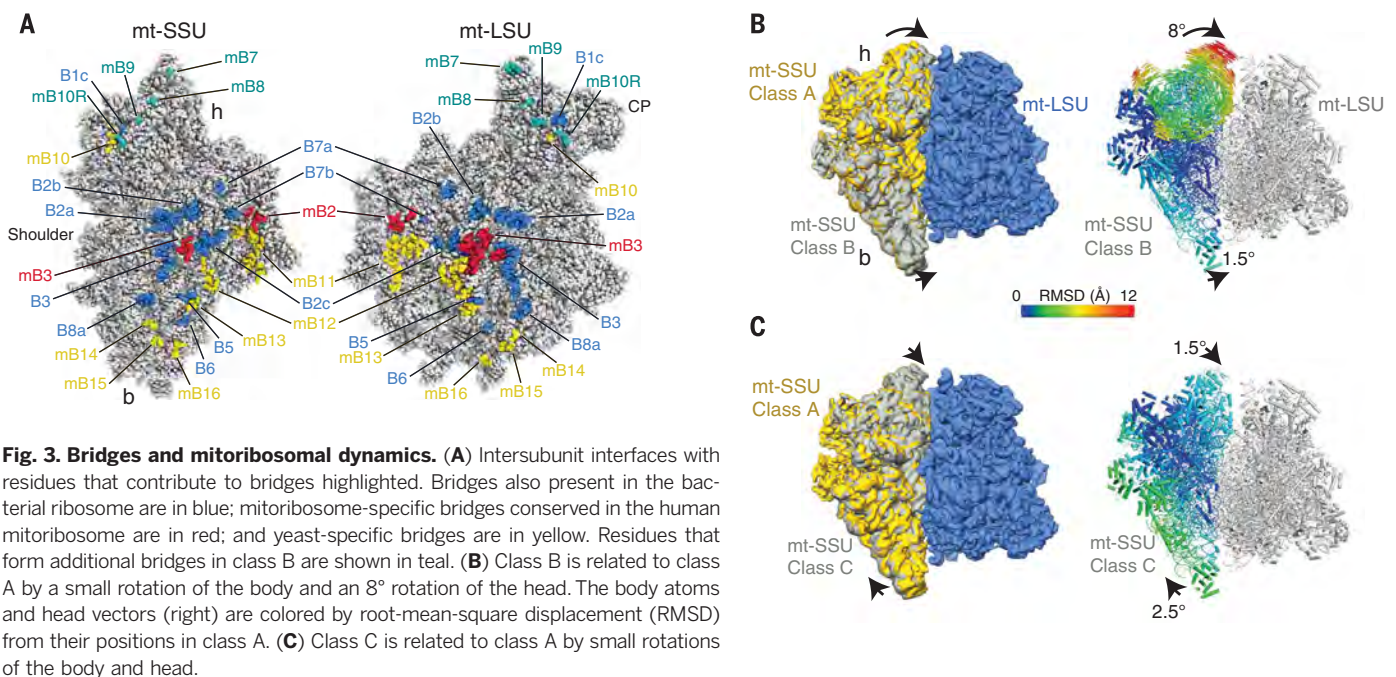 A
mt-SSU
mt-LSU
mB7
mB9
B1c
mB10R
mB8
h
mB10
B2b
B2a
Shoulder
mB3
B3
B8a
mB14
mB15
b
mB16
B6
B5
mB13
mB12
B2c
mB11
mB2
B7b
B7a
mB7
mB9
B1c
mB10R
mB8
CP
B2b
mB10
B2a
mB3
B3
B8a
B5
mB13
B6
mB14
mB16
mB15
B
h
mt-SSU
Class A
mt-LSU
mt-SSU
Class B
b
8°
mt-LSU
mt-SSU
Class B
1.5°
0 RMSD (Å) 12
C
mt-SSU
Class A
mt-SSU
Class C
1.5°
mt-SSU
Class C
2.5°
Fig. 3. Bridges and mitoribosomal dynamics. (A) Intersubunit interfaces with
residues that contribute to bridges highlighted. Bridges also present in the bac-
terial ribosome are in blue; mitoribosome-specific bridges conserved in the human
mitoribosome are in red; and yeast-specific bridges are in yellow. Residues that
form additional bridges in class B are shown in teal. (B) Class B is related to class
A by a small rotation of the body and an 8° rotation of the head. The body atoms
and head vectors (right) are colored by root-mean-square displacement (RMSD)
from their positions in class A. (C) Class C is related to class A by small rotations
of the body and head.